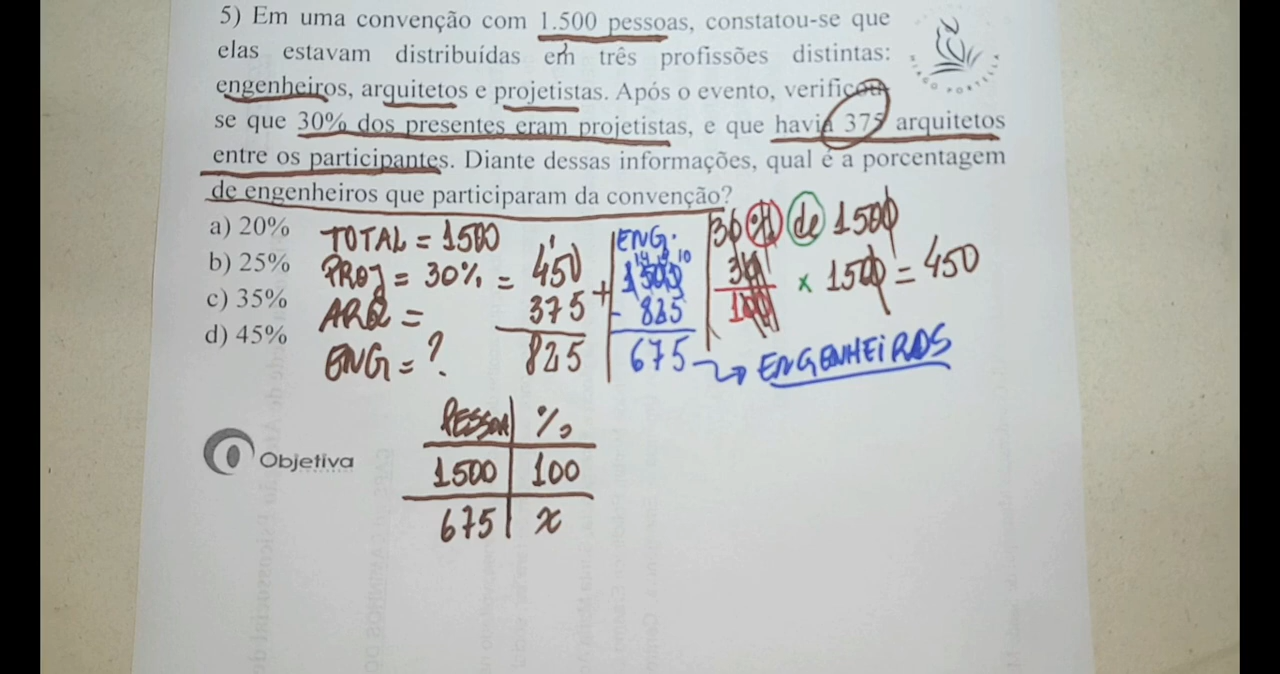 5) Em uma convenção com 1.500 pessoas, constatou-se que
elas estavam distribuídas em três profissões distintas:
engenheiros, arquitetos e projetistas. Após o evento, verificou-
se que 30% dos presentes eram projetistas, e que havia 375 arquitetos
entre os participantes. Diante dessas informações, qual é a porcentagem
de engenheiros que participaram da convenção?
a) 20%
b) 25%
c) 35%
d) 45%
TOTAL = 1500
PROJ = 30% = 450
ARQ = 375 +
825
ENG = ?
ENG.
14 9 10
1500
- 825
675 → ENGENHEIROS
30 % de 1500
30
100 x 1500 = 450
PESSOA %
1500 100
675 x
Objetiva